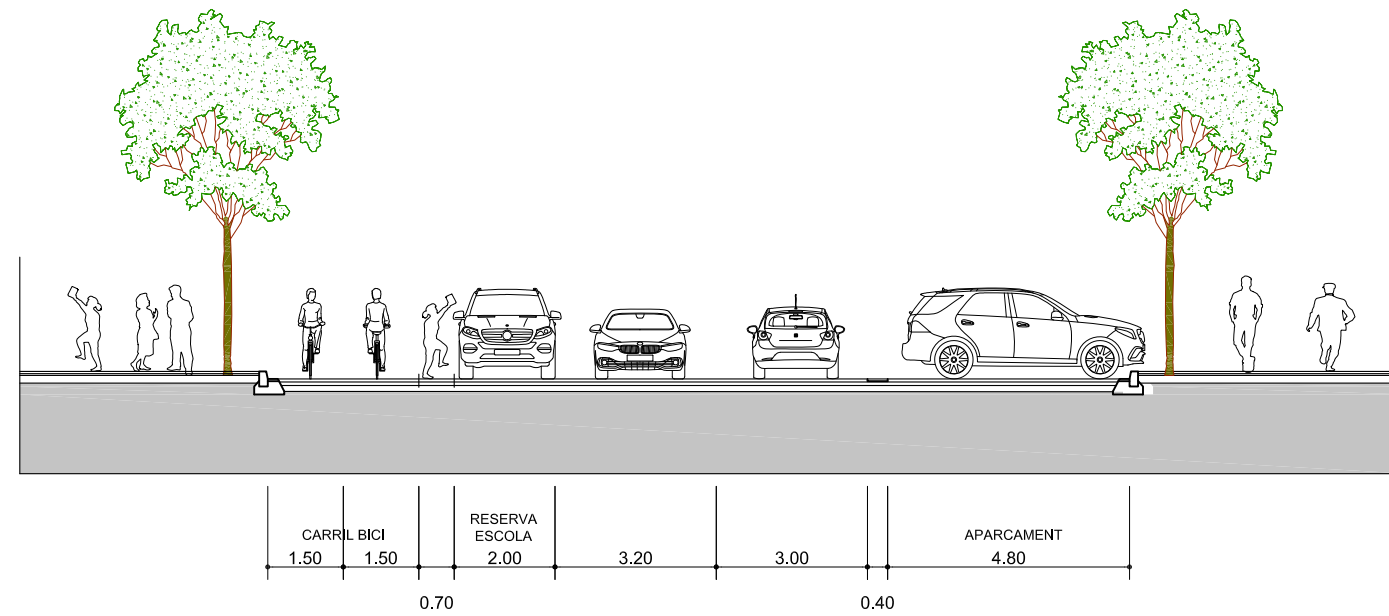 RESERVA
ESCOLA
CARRIL BICI
APARCAMENT
1.50 1.50 2.00 3.20 3.00 4.80
0.70 0.40